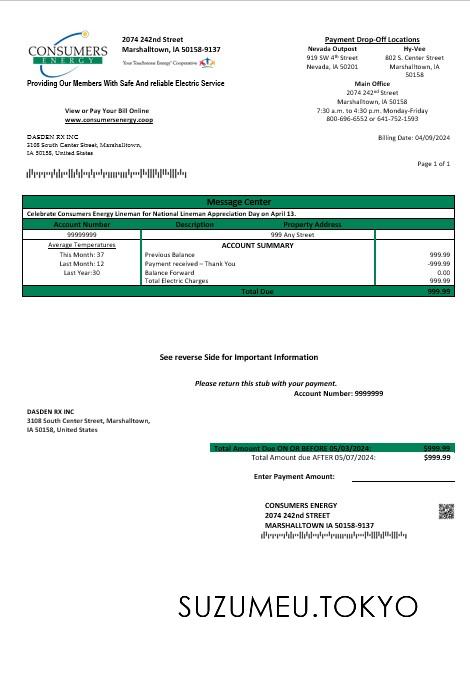 CONSUMERS
ENERGY
2074 242nd Street
Marshalltown, IA 50158-9137
Your Touchstone Energy® Cooperative
Providing Our Members With Safe And reliable Electric Service
Payment Drop-Off Locations
Nevada Outpost
919 SW 4th Street
Nevada, IA 50201
Hy-Vee
802 S. Center Street
Marshalltown, IA
50158
Main Office
2074 242nd Street
Marshalltown, IA 50158
7:30 a.m. to 4:30 p.m. Monday-Friday
800-696-6552 or 641-752-1593
View or Pay Your Bill Online
www.consumersenergy.coop
DASDEN RX INC
3108 South Center Street, Marshalltown,
IA 50158, United States
Billing Date: 04/09/2024
Page 1 of 1
Message Center
Celebrate Consumers Energy Lineman for National Lineman Appreciation Day on April 13.
Account Number Description Property Address
99999999 999 Any Street
Average Temperatures
This Month: 37
Last Month: 12
Last Year:30
ACCOUNT SUMMARY
Previous Balance 999.99
Payment received – Thank You -999.99
Balance Forward 0.00
Total Electric Charges 999.99
Total Due 999.99
See reverse Side for Important Information
Please return this stub with your payment.
Account Number: 9999999
DASDEN RX INC
3108 South Center Street, Marshalltown,
IA 50158, United States
Total Amount Due ON OR BEFORE 05/03/2024: $999.99
Total Amount due AFTER 05/07/2024: $999.99
Enter Payment Amount:
CONSUMERS ENERGY
2074 242nd STREET
MARSHALLTOWN IA 50158-9137
SUZUMEU.TOKYO